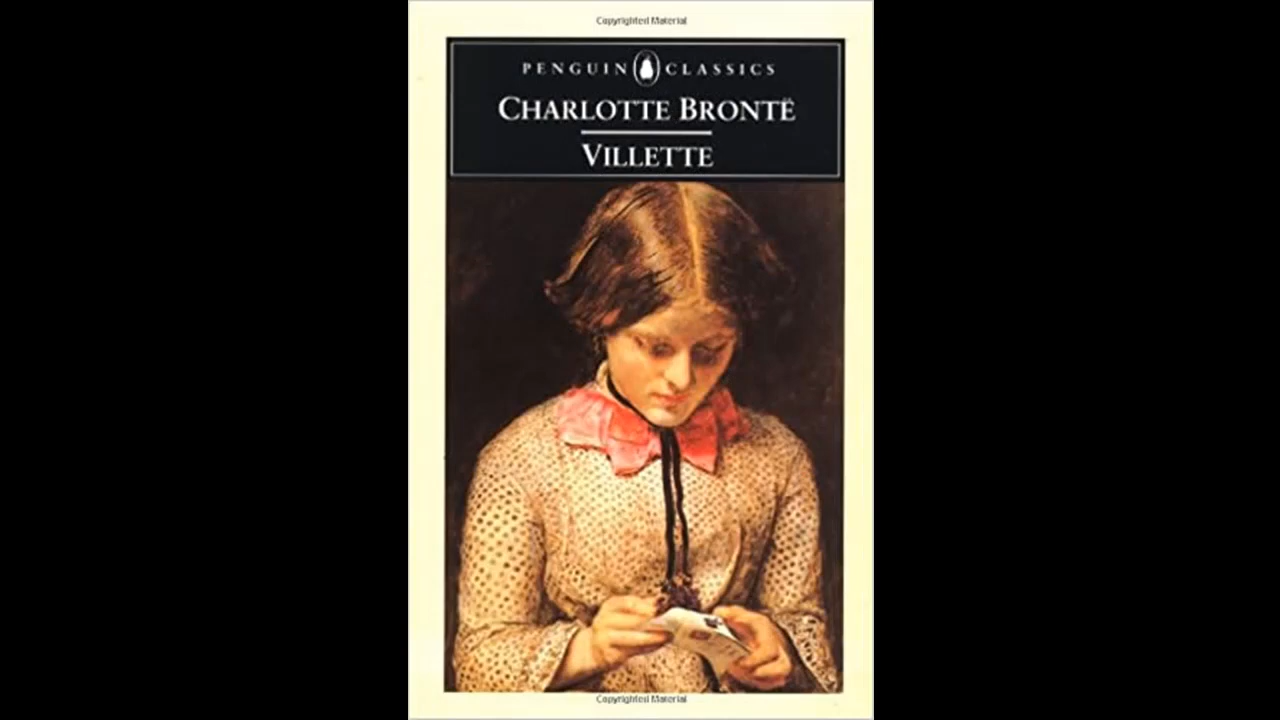 Copyrighted Material
PENGUIN CLASSICS
CHARLOTTE BRONTË
VILLETTE
Copyrighted Material